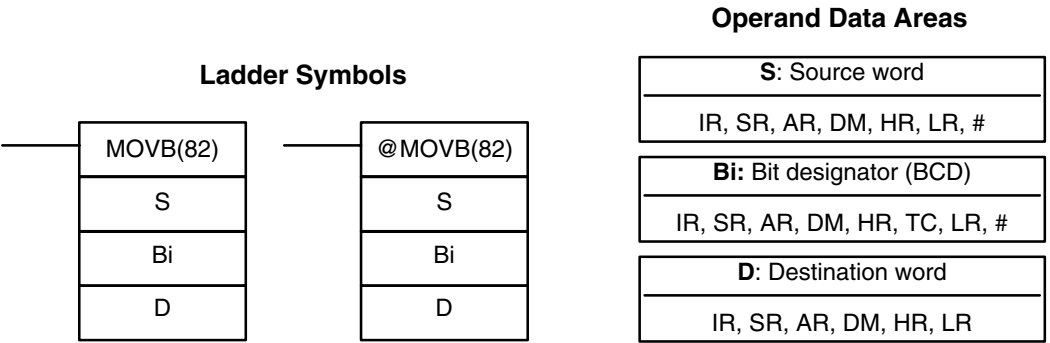 Operand Data Areas
Ladder Symbols
S: Source word
IR, SR, AR, DM, HR, LR, #
MOVB(82)
@MOVB(82)
Bi: Bit designator (BCD)
S
S
IR, SR, AR, DM, HR, TC, LR, #
Bi
Bi
D: Destination word
D
D
IR, SR, AR, DM, HR, LR